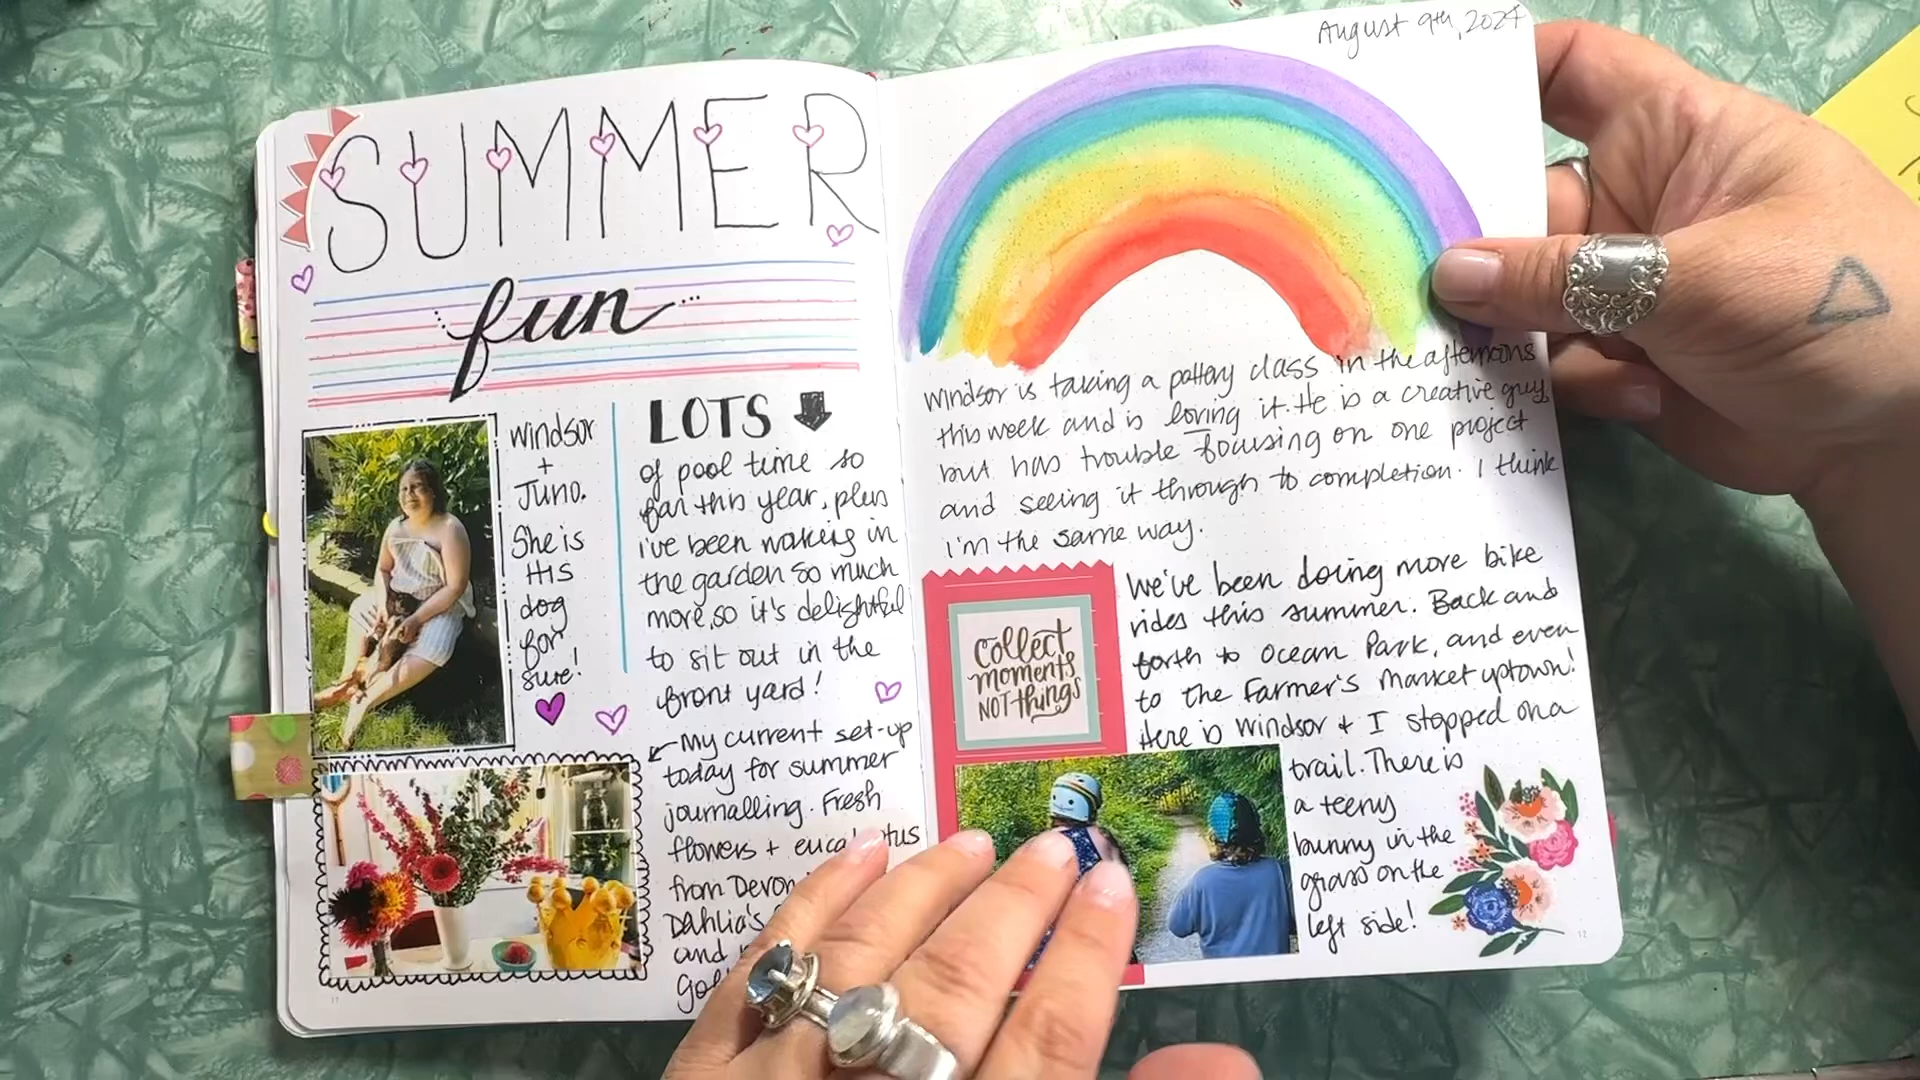 SUMMER
fun
Windsor
+
Juno.
She is
His
dog
for
sure!
LOTS
of pool time so
far this year, plus
i've been working in
the garden so much
more, so it's delightful
to sit out in the
front yard!
My current set-up
today for summer
journalling. Fresh
flowers + euca tus
from Devon
Dahlia's
and
Gol
11
August 9th, 2024
Windsor is taking a pottery class in the afternoons
this week and is loving it. He is a creative guy,
but has trouble focusing on one project
and seeing it through to completion. I think
i'm the same way.
collect
moments
NOT things
We've been doing more bike
rides this summer. Back and
forth to Ocean Park, and even
to the Farmer's Market uptown!
Here is Windsor + I stopped on a
trail. There is
a teeny
bunny in the
grass on the
left side!
12